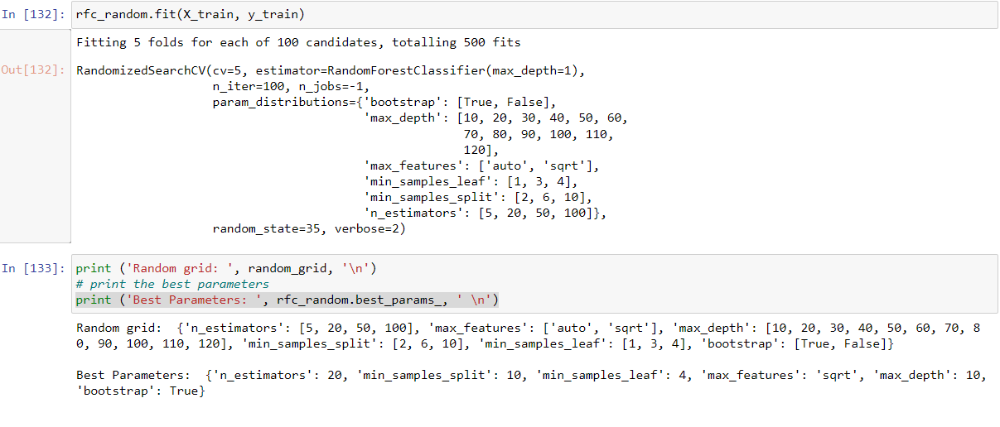 In [132]: rfc_random.fit(X_train, y_train)
Fitting 5 folds for each of 100 candidates, totalling 500 fits
Out[132]: RandomizedSearchCV(cv=5, estimator=RandomForestClassifier(max_depth=1),
n_iter=100, n_jobs=-1,
param_distributions={'bootstrap': [True, False],
'max_depth': [10, 20, 30, 40, 50, 60,
70, 80, 90, 100, 110,
120],
'max_features': ['auto', 'sqrt'],
'min_samples_leaf': [1, 3, 4],
'min_samples_split': [2, 6, 10],
'n_estimators': [5, 20, 50, 100]},
random_state=35, verbose=2)
In [133]: print ('Random grid: ', random_grid, '\n')
# print the best parameters
print ('Best Parameters: ', rfc_random.best_params_, ' \n')
Random grid:  {'n_estimators': [5, 20, 50, 100], 'max_features': ['auto', 'sqrt'], 'max_depth': [10, 20, 30, 40, 50, 60, 70, 8
0, 90, 100, 110, 120], 'min_samples_split': [2, 6, 10], 'min_samples_leaf': [1, 3, 4], 'bootstrap': [True, False]}
Best Parameters:  {'n_estimators': 20, 'min_samples_split': 10, 'min_samples_leaf': 4, 'max_features': 'sqrt', 'max_depth': 10,
'bootstrap': True}